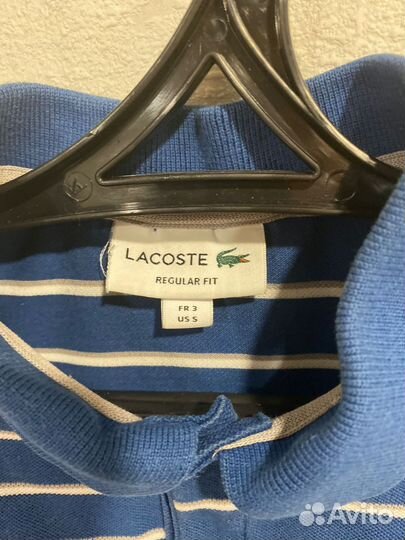 LACOSTE
REGULAR FIT
FR 3
US S
Avito